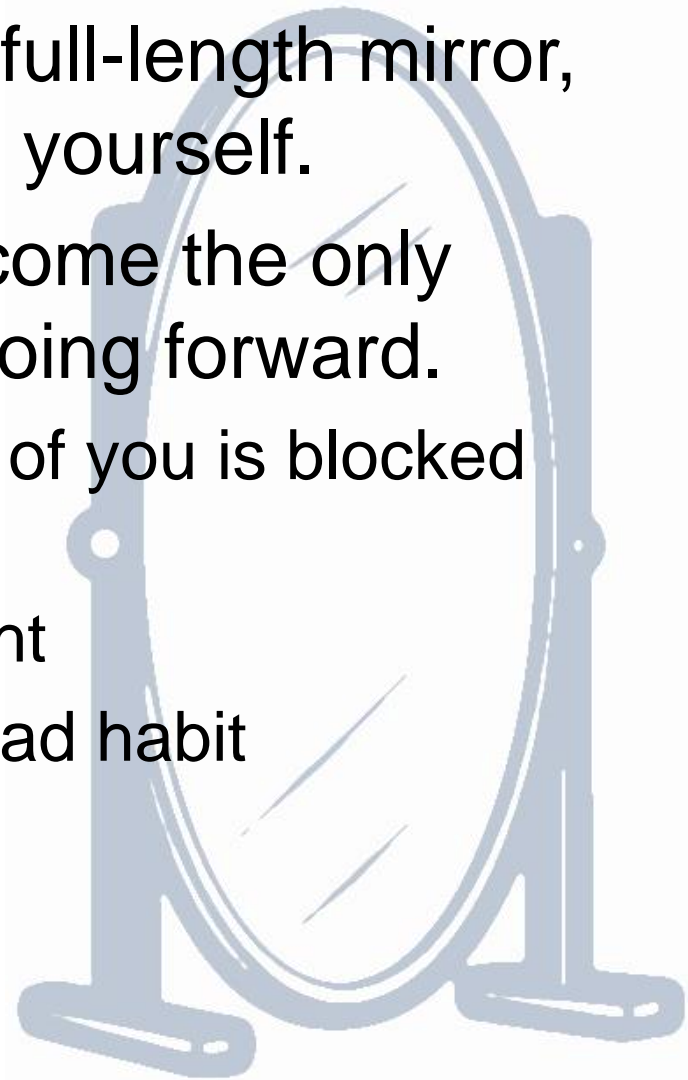 full-length mirror,
yourself.
come the only
oing forward.
of you is blocked
nt
ad habit